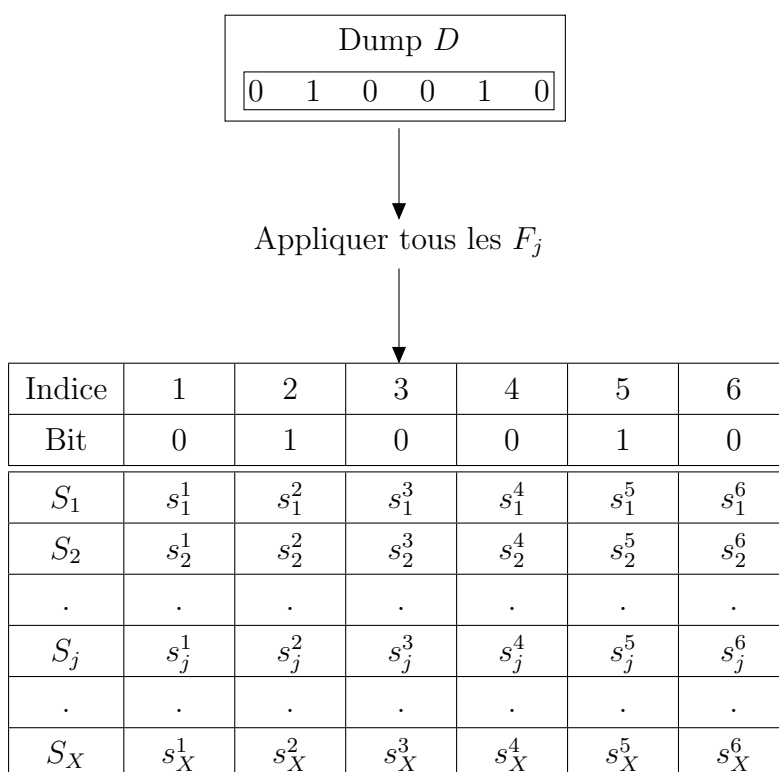 Dump D
0 1 0 0 1 0
Appliquer tous les F_j
Indice 1 2 3 4 5 6
Bit 0 1 0 0 1 0
S_1 s_1^1 s_1^2 s_1^3 s_1^4 s_1^5 s_1^6
S_2 s_2^1 s_2^2 s_2^3 s_2^4 s_2^5 s_2^6
. . . . . . .
S_j s_j^1 s_j^2 s_j^3 s_j^4 s_j^5 s_j^6
. . . . . . .
S_X s_X^1 s_X^2 s_X^3 s_X^4 s_X^5 s_X^6